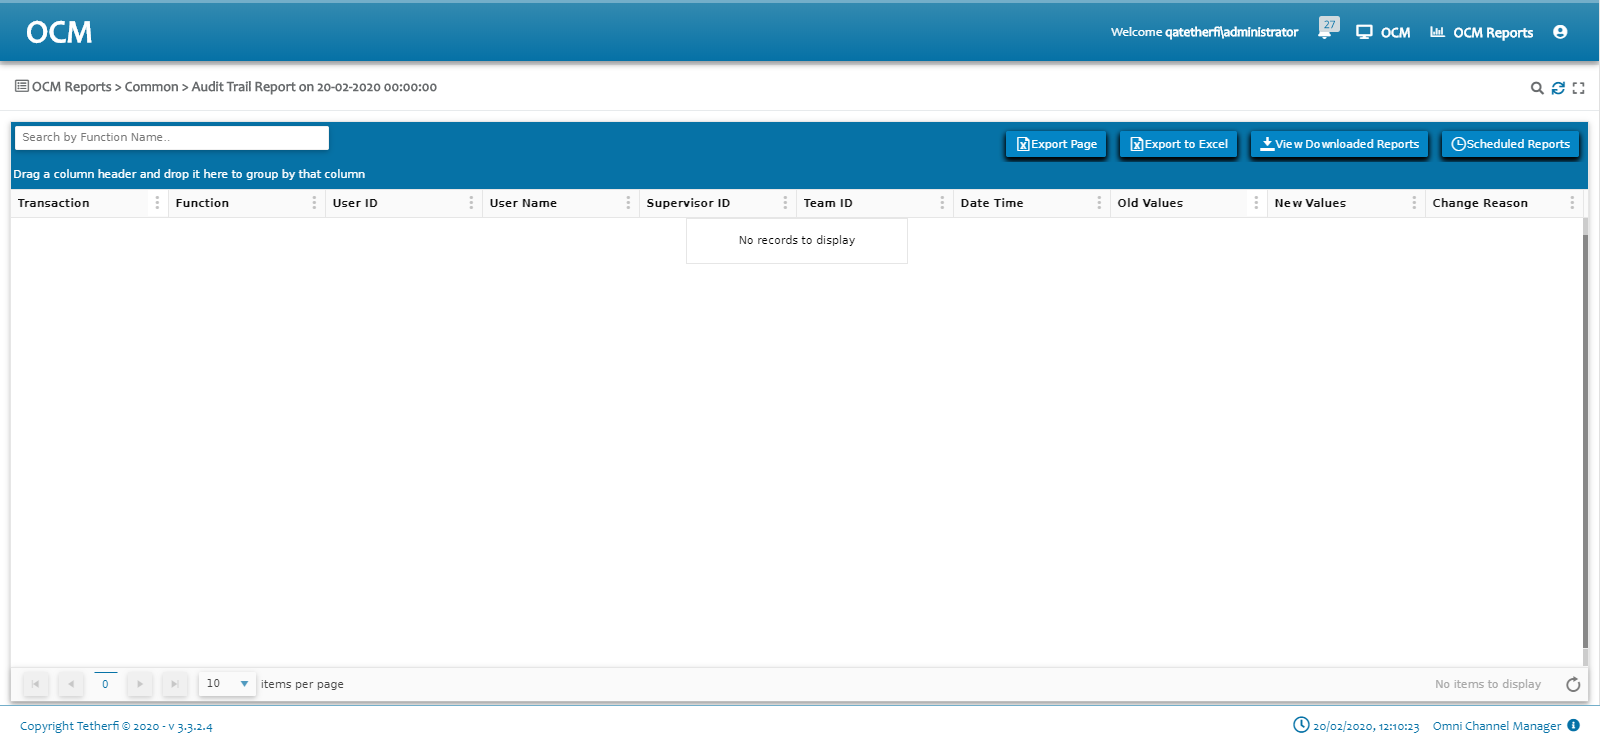 OCM
Welcome qatetherfi\administrator
27
OCM
OCM Reports
OCM Reports > Common > Audit Trail Report on 20-02-2020 00:00:00
Search by Function Name..
Export Page
Export to Excel
View Downloaded Reports
Scheduled Reports
Drag a column header and drop it here to group by that column
Transaction
Function
User ID
User Name
Supervisor ID
Team ID
Date Time
Old Values
New Values
Change Reason
No records to display
0
10
items per page
No items to display
Copyright Tetherfi © 2020 - v 3.3.2.4
20/02/2020, 12:10:23
Omni Channel Manager